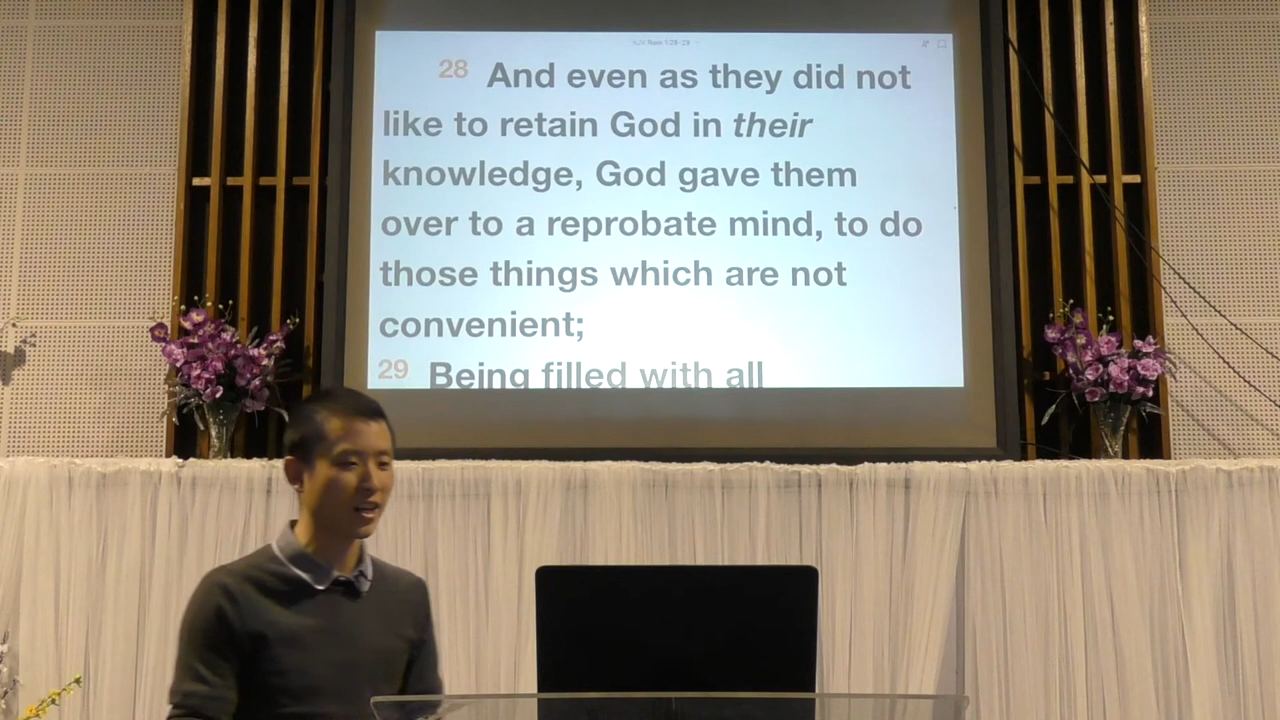 28 And even as they did not
like to retain God in their
knowledge, God gave them
over to a reprobate mind, to do
those things which are not
convenient;
29 Being filled with all